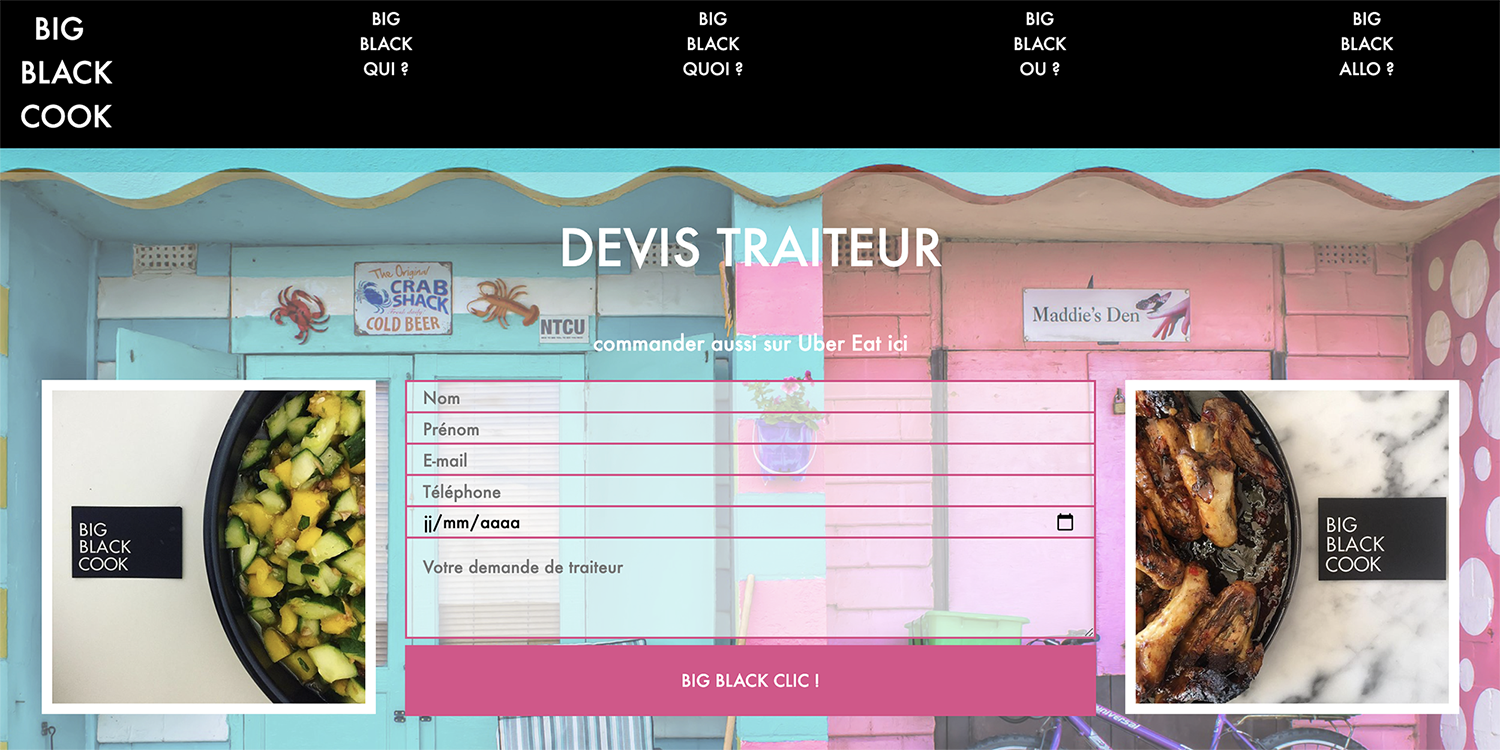 BIG
BLACK
COOK
BIG
BLACK
QUI ?
BIG
BLACK
QUOI ?
BIG
BLACK
OU ?
BIG
BLACK
ALLO ?
DEVIS TRAITEUR
The Original
CRAB
SHACK
COLD BEER
NTCU
Maddie's Den
commander aussi sur Uber Eat ici
Nom
Prénom
E-mail
Téléphone
jj/mm/aaaa
Votre demande de traiteur
BIG BLACK CLIC !
BIG
BLACK
COOK
BIG
BLACK
COOK
universal